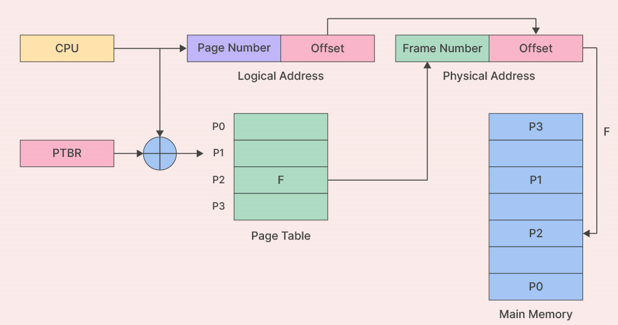 CPU
Page Number
Offset
Frame Number
Offset
Logical Address
Physical Address
PTBR
P0
P1
P2
P3
F
Page Table
F
P3
P1
P2
P0
Main Memory